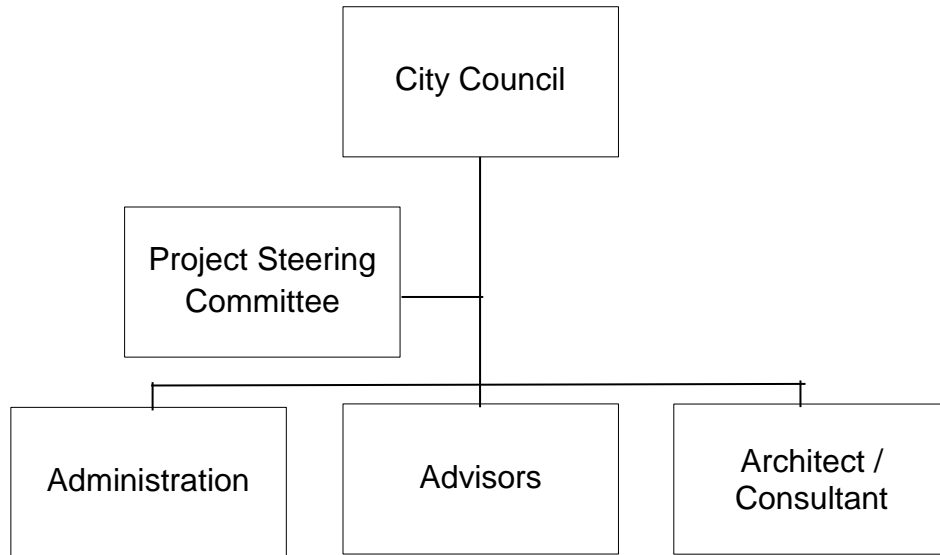 City Council
Project Steering
Committee
Administration
Advisors
Architect /
Consultant